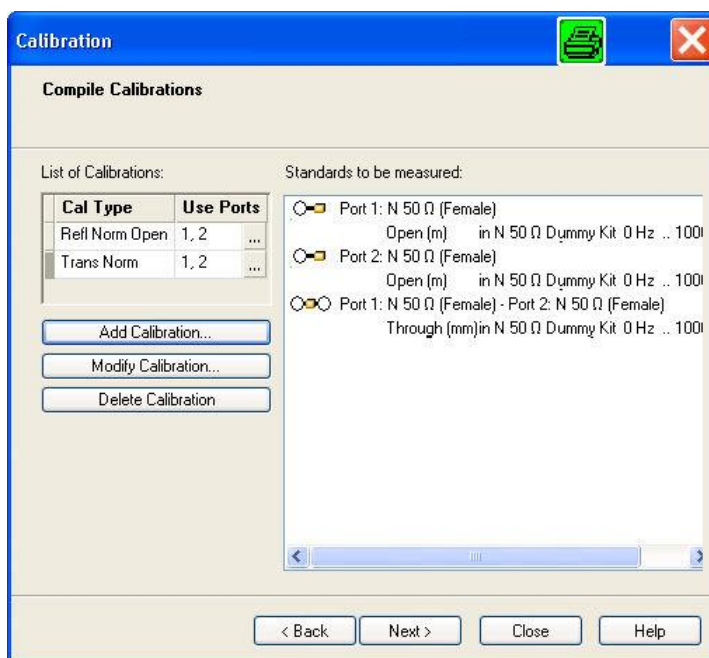 Calibration
Compile Calibrations
List of Calibrations:
Cal Type Use Ports
Refl Norm Open 1, 2 ...
Trans Norm 1, 2 ...
Add Calibration...
Modify Calibration...
Delete Calibration
Standards to be measured:
Port 1: N 50 Ω (Female)
Open (m) in N 50 Ω Dummy Kit 0 Hz .. 100
Port 2: N 50 Ω (Female)
Open (m) in N 50 Ω Dummy Kit 0 Hz .. 100
Port 1: N 50 Ω (Female) - Port 2: N 50 Ω (Female)
Through (mm)in N 50 Ω Dummy Kit 0 Hz .. 100
< Back Next > Close Help